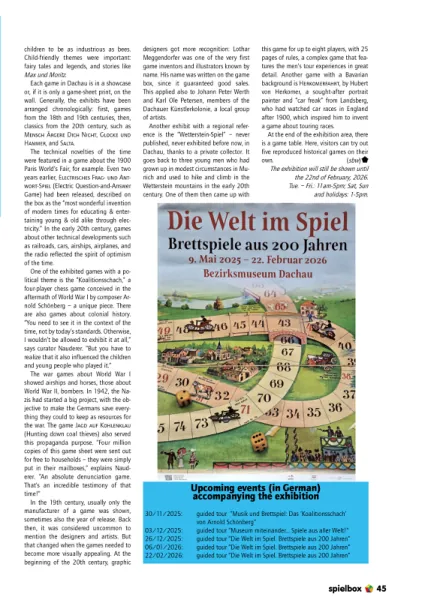 children to be as industrious as bees.
Child-friendly themes were important:
fairy tales and legends, and stories like
Max und Moritz.
Each game in Dachau is in a showcase
or, if it is only a game-sheet print, on the
wall. Generally, the exhibits have been
arranged chronologically: first, games
from the 18th and 19th centuries, then,
classics from the 20th century, such as
MENSCH ÄRGERE DICH NICHT, GLOCKE UND
HAMMER, and SALTA.
The technical novelties of the time
were featured in a game about the 1900
Paris World's Fair, for example. Even two
years earlier, ELECTRISCHES FRAG- UND ANT-
WORT-SPIEL (Electric Question-and-Answer
Game) had been released, described on
the box as the "most wonderful invention
of modern times for educating & enter-
taining young & old alike through elec-
tricity." In the early 20th century, games
about other technical developments such
as railroads, cars, airships, airplanes, and
the radio reflected the spirit of optimism
of the time.
One of the exhibited games with a po-
litical theme is the "Koalitionsschach," a
four-player chess game conceived in the
aftermath of World War I by composer Ar-
nold Schönberg – a unique piece. There
are also games about colonial history.
"You need to see it in the context of the
time, not by today's standards. Otherwise,
I wouldn't be allowed to exhibit it at all,"
says curator Nauderer. "But you have to
realize that it also influenced the children
and young people who played it."
The war games about World War I
showed airships and horses, those about
World War II, bombers. In 1942, the Na-
zis had started a big project, with the ob-
jective to make the Germans save every-
thing they could to keep as resources for
the war. The game JAGD AUF KOHLENKLAU
(Hunting down coal thieves) also served
this propaganda purpose. "Four million
copies of this game sheet were sent out
for free to households – they were simply
put in their mailboxes," explains Naud-
erer. "An absolute denunciation game.
That's an incredible testimony of that
time!"
In the 19th century, usually only the
manufacturer of a game was shown,
sometimes also the year of release. Back
then, it was considered uncommon to
mention the designers and artists. But
that changed when the games needed to
become more visually appealing. At the
beginning of the 20th century, graphic
designers got more recognition: Lothar
Meggendorfer was one of the very first
game inventors and illustrators known by
name. His name was written on the game
box, since it guaranteed good sales.
This applied also to Johann Peter Werth
and Karl Ole Petersen, members of the
Dachauer Künstlerkolonie, a local group
of artists.
Another exhibit with a regional refer-
ence is the "Wetterstein-Spiel" – never
published, never exhibited before now, in
Dachau, thanks to a private collector. It
goes back to three young men who had
grown up in modest circumstances in Mu-
nich and used to hike and climb in the
Wetterstein mountains in the early 20th
century. One of them then came up with
this game for up to eight players, with 25
pages of rules, a complex game that fea-
tures the men's tour experiences in great
detail. Another game with a Bavarian
background is HERKOMERFAHRT, by Hubert
von Herkomer, a sought-after portrait
painter and "car freak" from Landsberg,
who had watched car races in England
after 1900, which inspired him to invent
a game about touring races.
At the end of the exhibition area, there
is a game table. Here, visitors can try out
five reproduced historical games on their
own. (sbw)
The exhibition will be shown until
the 22nd of February, 2026.
Tue. – Fri.: 11am-5pm; Sat, Sun
and holidays: 1-5pm.
Die Welt im Spiel
Brettspiele aus 200 Jahren
9. Mai 2025 – 22. Februar 2026
Bezirksmuseum Dachau
Upcoming events (in German)
accompanying the exhibition
30/11/2025: guided tour "Musik und Brettspiel: Das 'Koalitionsschach'
von Arnold Schönberg"
03/12/2025: guided tour "Museum miteinander... Spiele aus aller Welt!"
26/12/2025: guided tour "Die Welt im Spiel. Brettspiele aus 200 Jahren"
06/01/2026: guided tour "Die Welt im Spiel. Brettspiele aus 200 Jahren"
22/02/2026: guided tour "Die Welt im Spiel. Brettspiele aus 200 Jahren"
spielbox 45